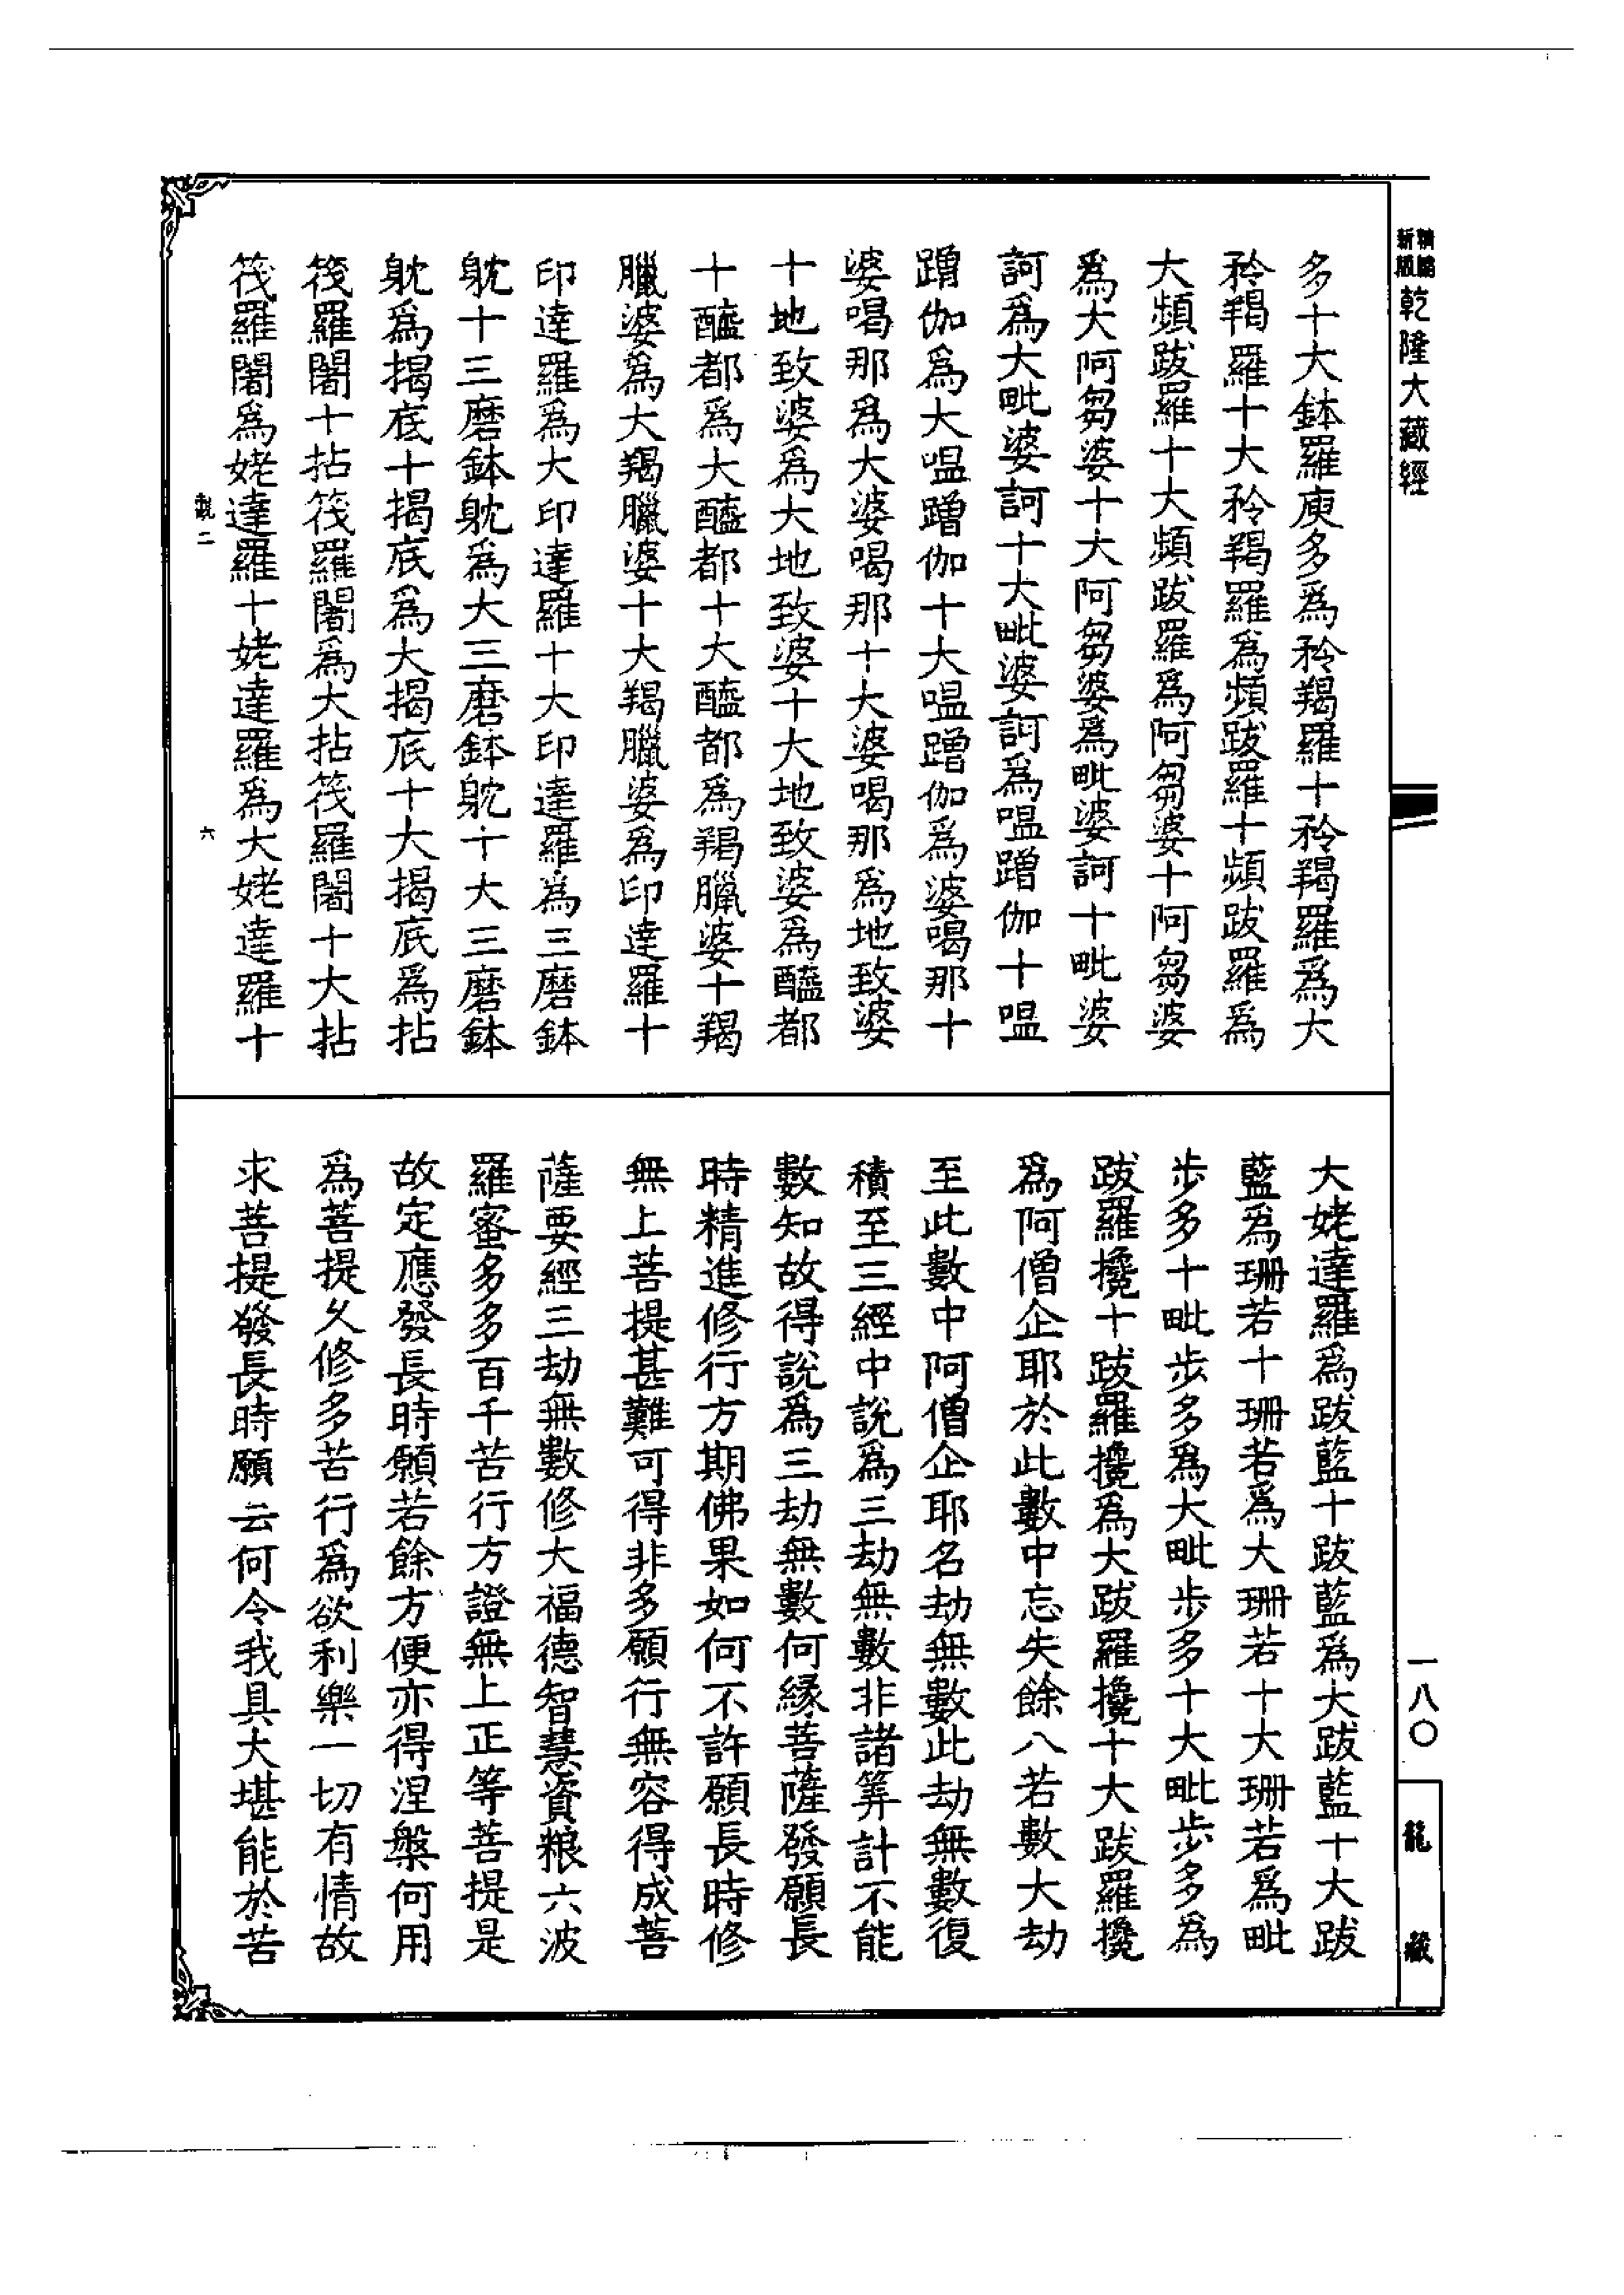 新精
版鵬
乾隆大藏經
多十大鉢羅庾多爲矜羯羅十矜羯羅爲大
矜羯羅十大矜羯羅爲頻跋羅十頻跋羅爲
大頻跋羅十大頻跋羅爲阿芻婆十阿芻婆
爲大阿芻婆十大阿芻婆爲毗婆訶十毗婆
訶爲大毗婆訶十大毗婆訶爲嗢蹭伽十嗢
蹭伽爲大嗢蹭伽十大嗢蹭伽爲婆喝那十
婆喝那爲大婆喝那十大婆喝那爲地致婆
十地致婆爲大地致婆十大地致婆爲醯都
十醯都爲大醯都十大醯都爲羯臘婆十羯
臘婆爲大羯臘婆十大羯臘婆爲印達羅十
印達羅爲大印達羅十大印達羅爲三磨鉢
躭十三磨鉢躭爲大三磨鉢躭十大三磨鉢
躭爲揭底十揭底爲大揭底十大揭底爲拈
筏羅闍十拈筏羅闍爲大拈筏羅闍十大拈
筏羅闍爲姥達羅十姥達羅爲大姥達羅十
觀二
六
大姥達羅爲跋藍十跋藍爲大跋藍十大跋
藍爲珊若十珊若爲大珊若十大珊若爲毗
步多十毗步多爲大毗步多十大毗步多爲
跋羅攙十跋羅攙爲大跋羅攙十大跋羅攙
爲阿僧企耶於此數中忘失餘八若數大劫
至此數中阿僧企耶名劫無數此劫無數復
積至三經中說爲三劫無數非諸筭計不能
數知故得說爲三劫無數何緣菩薩發願長
時精進修行方期佛果如何不許願長時修
無上菩提甚難可得非多願行無容得成菩
薩要經三劫無數修大福德智慧資粮六波
羅蜜多多百千苦行方證無上正等菩提是
故定應發長時願若餘方便亦得涅槃何用
爲菩提久修多苦行爲欲利樂一切有情故
求菩提發長時願云何令我具大堪能於苦
一八〇
龍藏